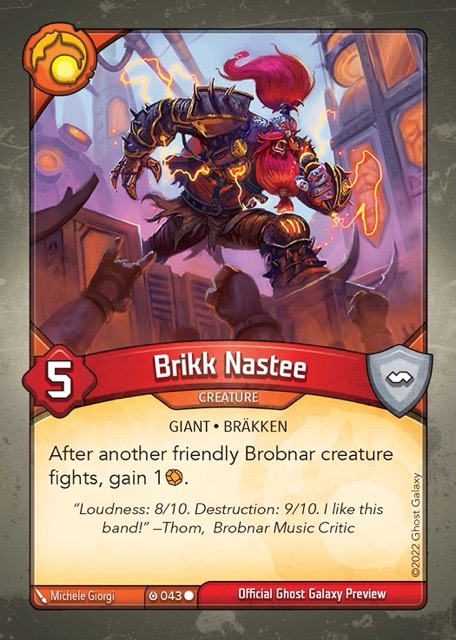 5
Brikk Nastee
CREATURE
GIANT • BRÄKKEN
After another friendly Brobnar creature
fights, gain 1.
“Loudness: 8/10. Destruction: 9/10. I like this
band!” –Thom, Brobnar Music Critic
©2022 Ghost Galaxy
Michele Giorgi
043
Official Ghost Galaxy Preview